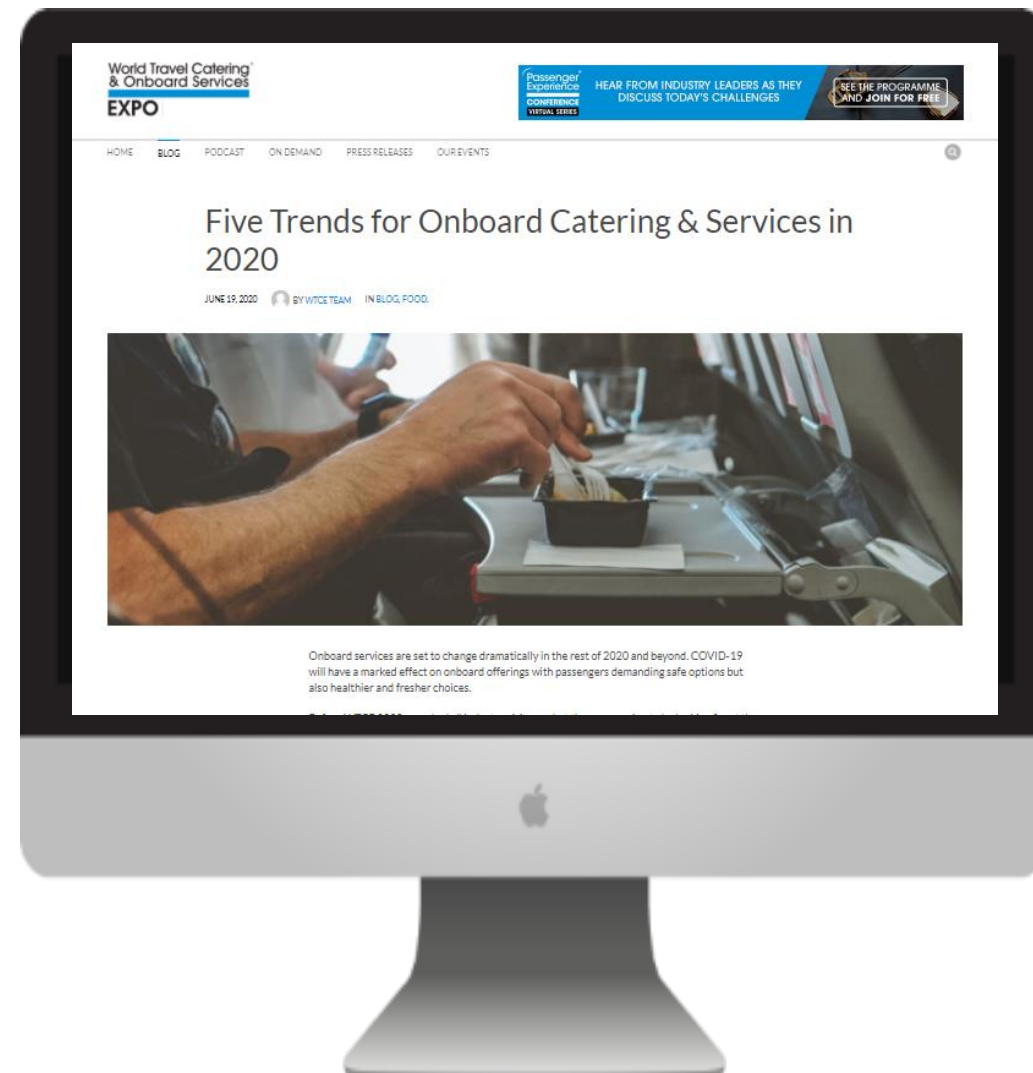 World Travel Catering
& Onboard Services
EXPO
Passenger
Experience
CONFERENCE
VIRTUAL SERIES
HEAR FROM INDUSTRY LEADERS AS THEY
DISCUSS TODAY'S CHALLENGES
SEE THE PROGRAMME
AND JOIN FOR FREE
HOME BLOG PODCAST ON DEMAND PRESS RELEASES OUR EVENTS
Five Trends for Onboard Catering & Services in
2020
JUNE 19, 2020 BY WTCE TEAM IN BLOG, FOOD.
Onboard services are set to change dramatically in the rest of 2020 and beyond. COVID-19
will have a marked effect on onboard offerings with passengers demanding safe options but
also healthier and fresher choices.